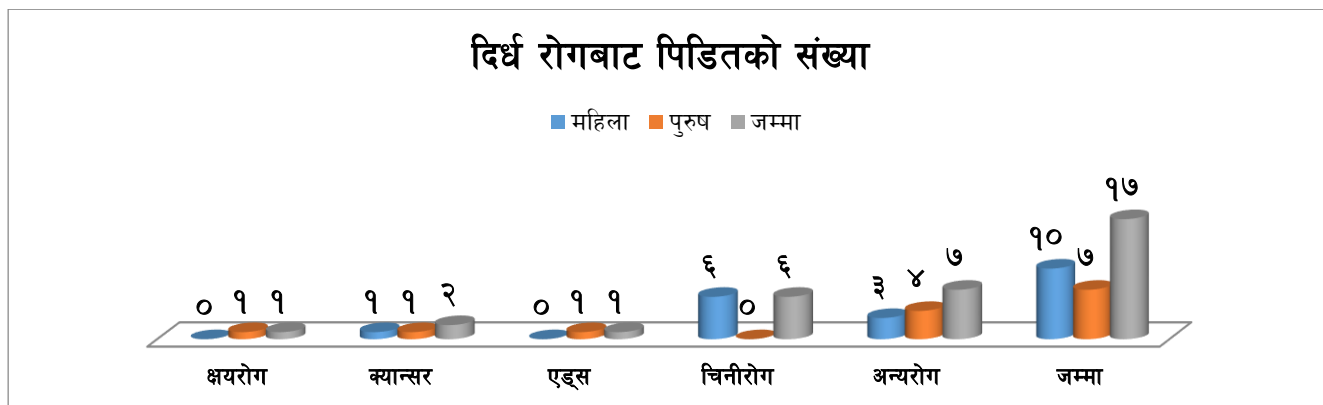 दिर्ध रोगबाट पिडितको संख्या
महिला पुरुष जम्मा
० १ १ १ १ २ ० १ १ ६ ० ६ ३ ४ ७ १० ७ १७
क्षयरोग क्यान्सर एड्स चिनीरोग अन्यरोग जम्मा